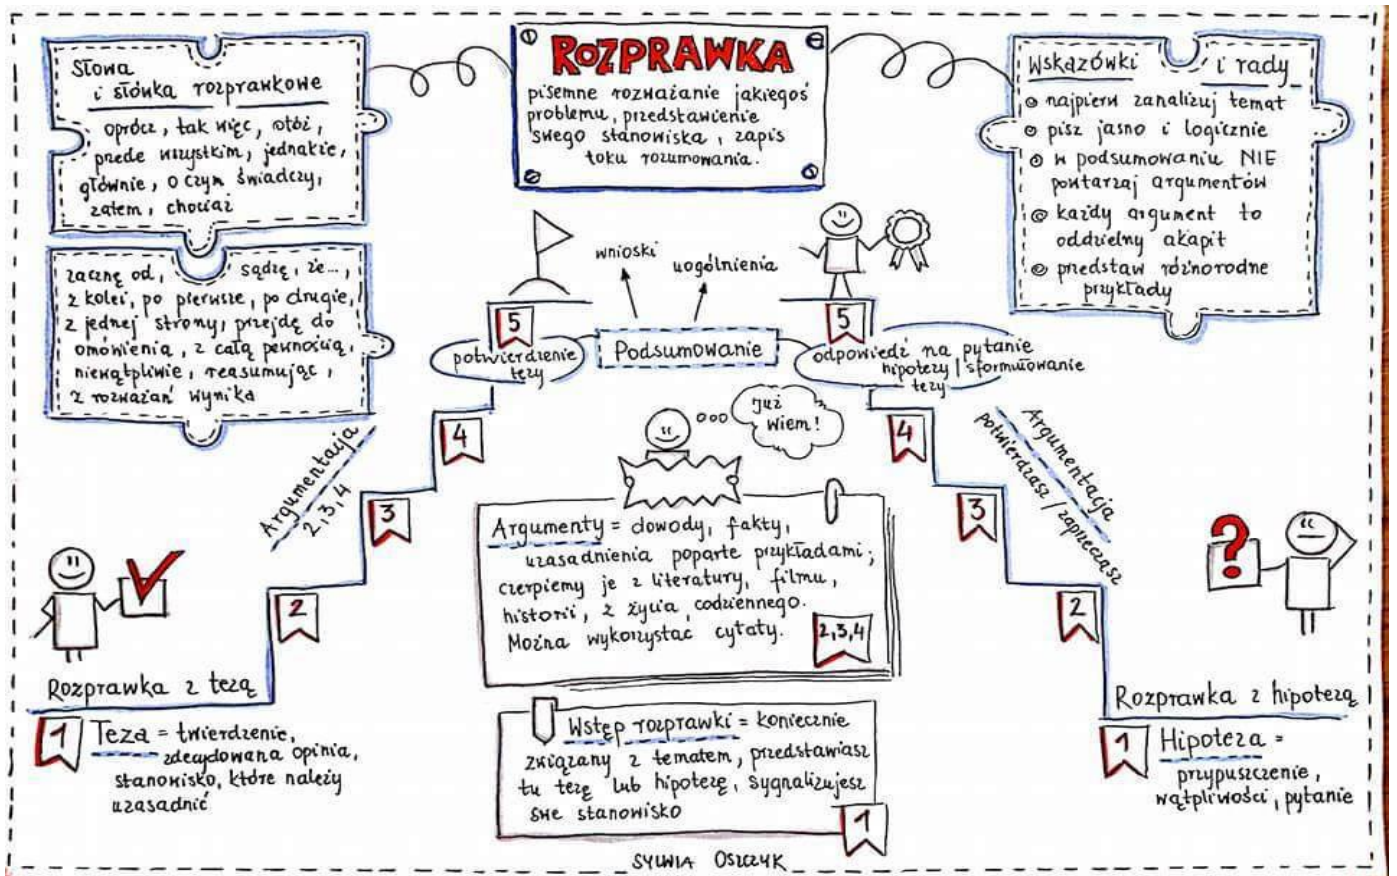 ROZPRAWKA
pisemne rozważanie jakiegoś
problemu, przedstawienie
swego stanowiska, zapis
toku rozumowania.
Słowa
i słówka rozprawkowe
oprócz, tak więc, otóż,
przede wszystkim, jednakże,
głównie, o czym świadczy,
zatem, chociaż
zacznę od, sądzę, że...,
z kolei, po pierwsze, po drugie,
z jednej strony, przejdę do
omówienia, z całą pewnością,
niewątpliwie, reasumując,
z rozważań wynika
Wskazówki i rady
najpierw zanalizuj temat
pisz jasno i logicznie
w podsumowaniu NIE
powtarzaj argumentów
każdy argument to
oddzielny akapit
przedstaw różnorodne
przykłady
wnioski
uogólnienia
5
potwierdzenie
tezy
Podsumowanie
5
odpowiedź na pytanie
hipotezy / sformułowanie
tezy
Już
wiem!
4
3
2
Argumentacja
2,3,4
4
3
2
Argumentacja
potwierdzasz / zaprzeczasz
Argumenty = dowody, fakty,
uzasadnienia poparte przykładami;
czerpiemy je z literatury, filmu,
historii, z życia codziennego.
Można wykorzystać cytaty.
2,3,4
?
Rozprawka z tezą
1 Teza = twierdzenie,
zdecydowana opinia,
stanowisko, które należy
uzasadnić
Wstęp rozprawki = koniecznie
związany z tematem, przedstawiasz
tu tezę lub hipotezę, sygnalizujesz
swe stanowisko
1
Rozprawka z hipotezą
1 Hipoteza =
przypuszczenie,
wątpliwości, pytanie
SYLWIA OSZCZYK